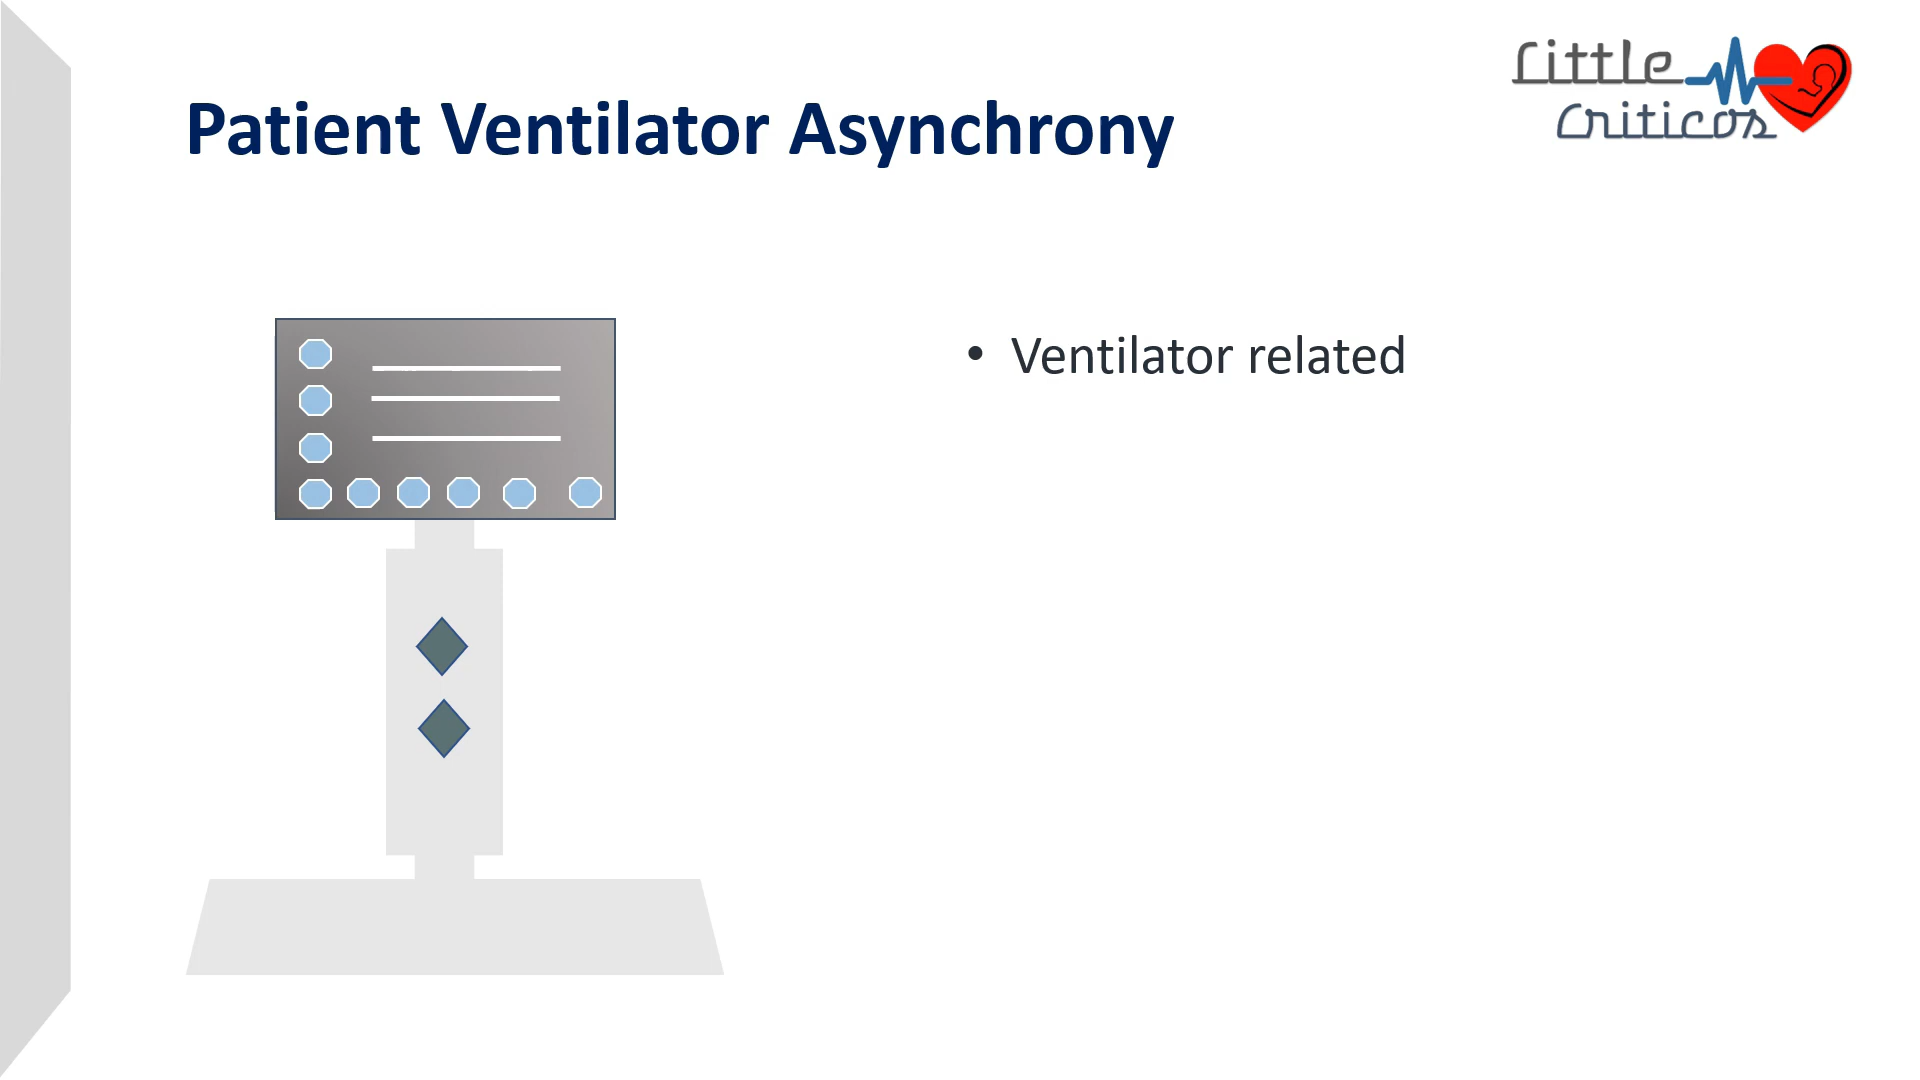 Little
Criticos
Patient Ventilator Asynchrony
• Ventilator related